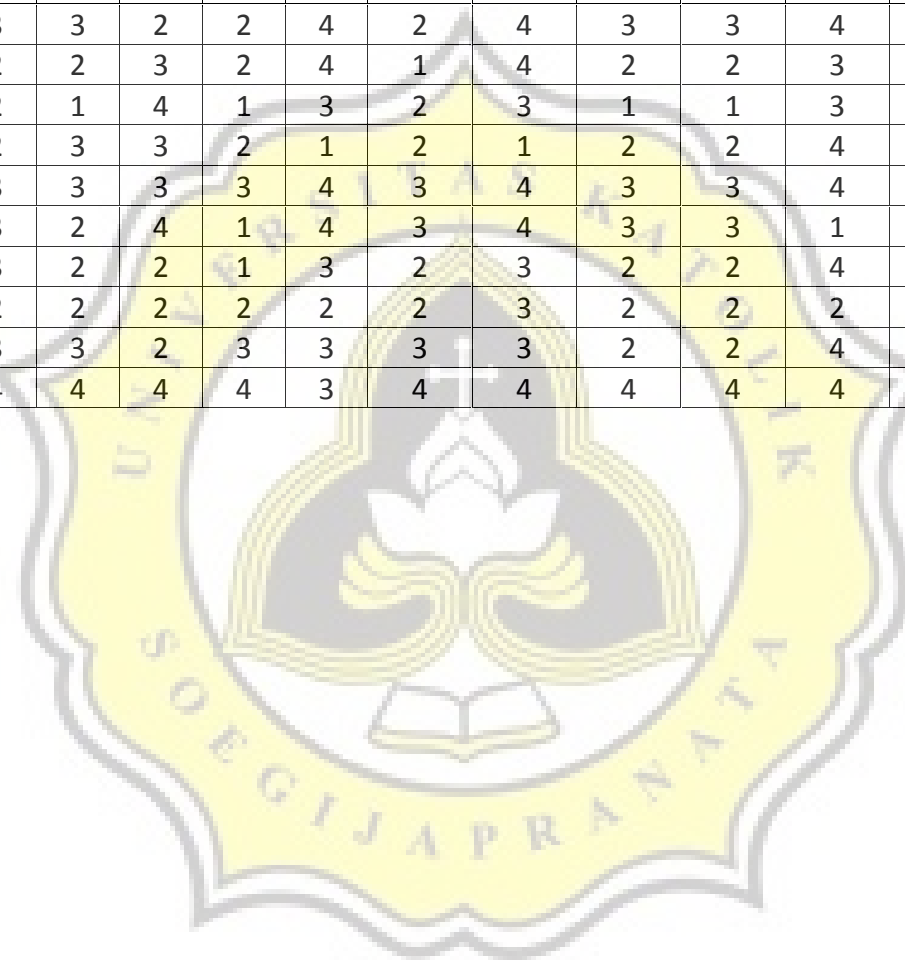 3 2 2 4 2 4 3 3 4
2 3 2 4 1 4 2 2 3
1 4 1 3 2 3 1 1 3
3 3 2 1 2 1 2 2 4
3 3 3 4 3 4 3 3 4
2 4 1 4 3 4 3 3 1
2 2 1 3 2 3 2 2 4
2 2 2 2 2 3 2 2 2
3 2 3 3 3 3 2 2 4
4 4 4 3 4 4 4 4 4
UNIVERSITAS KATOLIK
SOEGIJAPRANATA